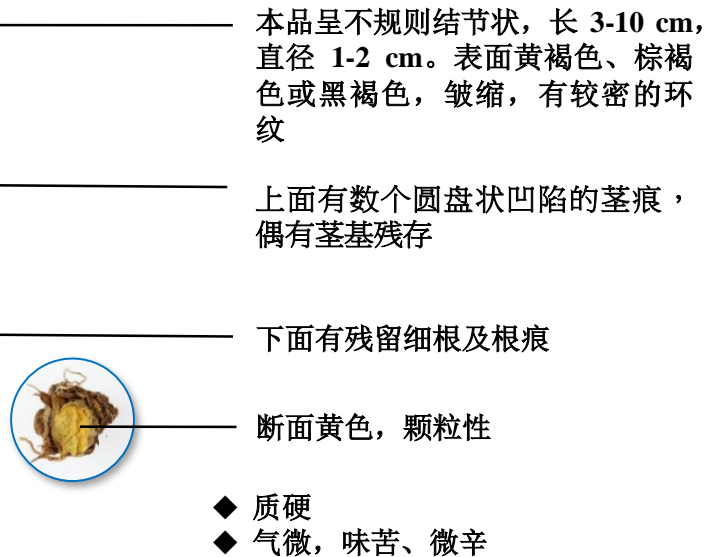 本品呈不规则结节状，长 3-10 cm，
直径 1-2 cm。表面黄褐色、棕褐
色或黑褐色，皱缩，有较密的环
纹
上面有数个圆盘状凹陷的茎痕，
偶有茎基残存
下面有残留细根及根痕
断面黄色，颗粒性
◆ 质硬
◆ 气微，味苦、微辛